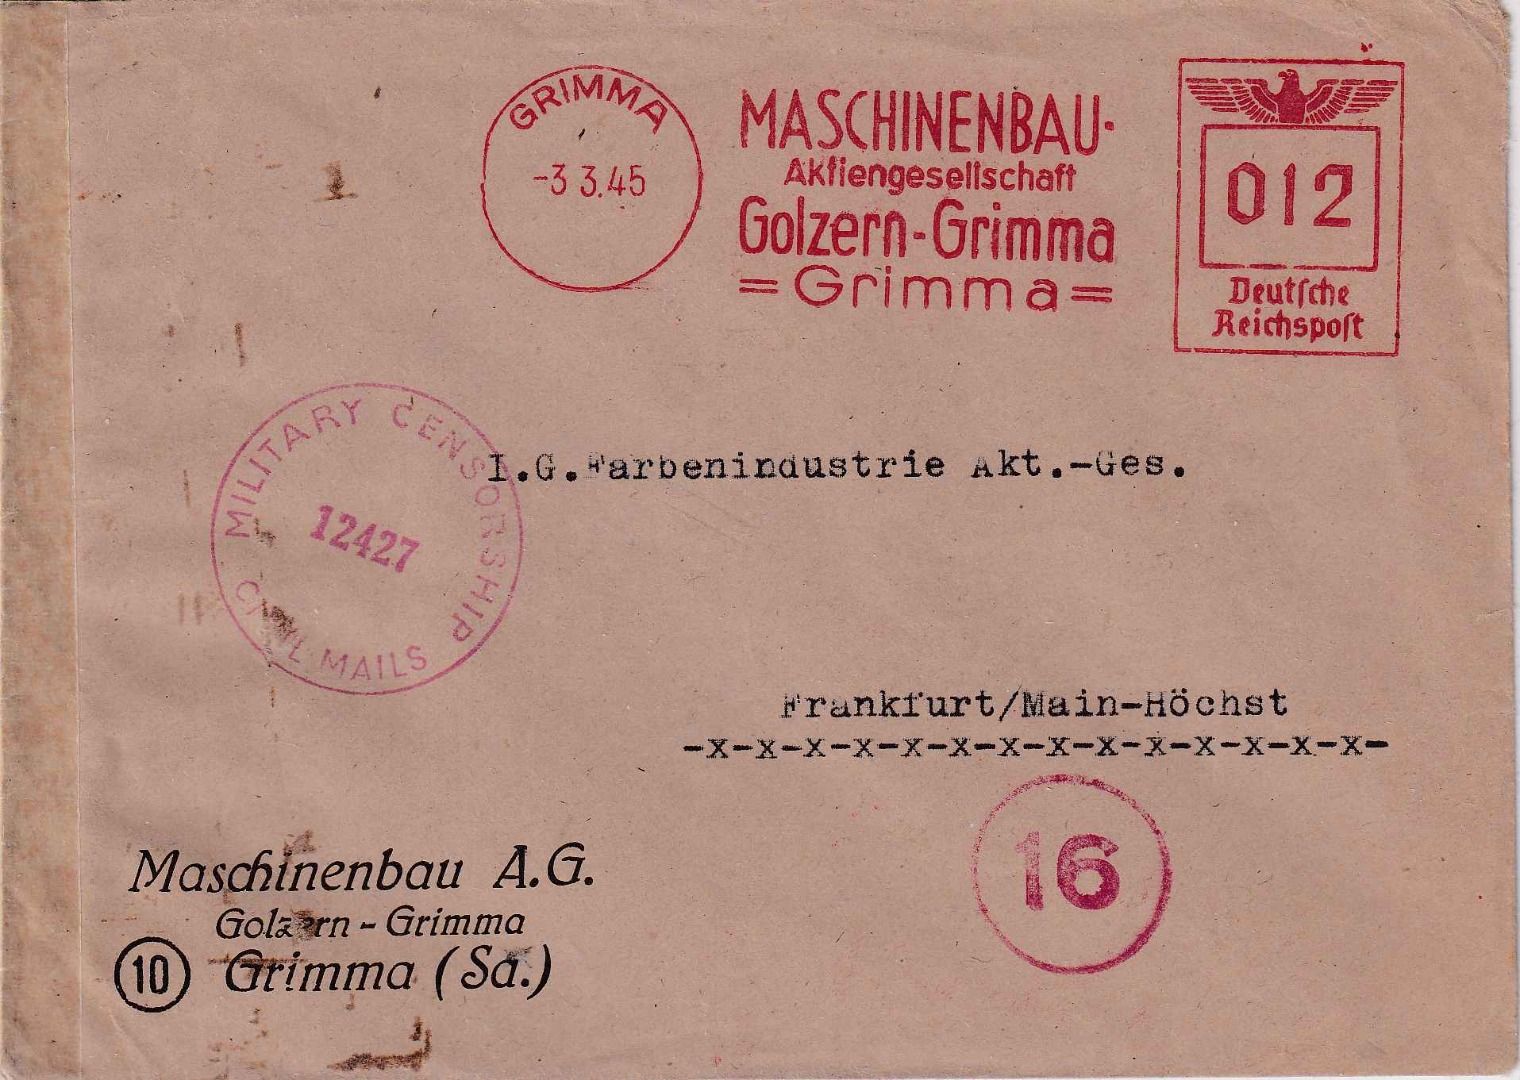 GRIMMA
-3 3.45
MASCHINENBAU-
Aktiengesellschaft
Golzern-Grimma
=Grimma=
012
Deutsche
Reichspost
MILITARY CENSORSHIP
12427
CIVIL MAILS
I.G.Farbenindustrie Akt.-Ges.
Frankfurt/Main-Höchst
-x-x-x-x-x-x-x-x-x-x-x-x-x-x-
16
Maschinenbau A.G.
Golzern-Grimma
10 Grimma (Sa.)